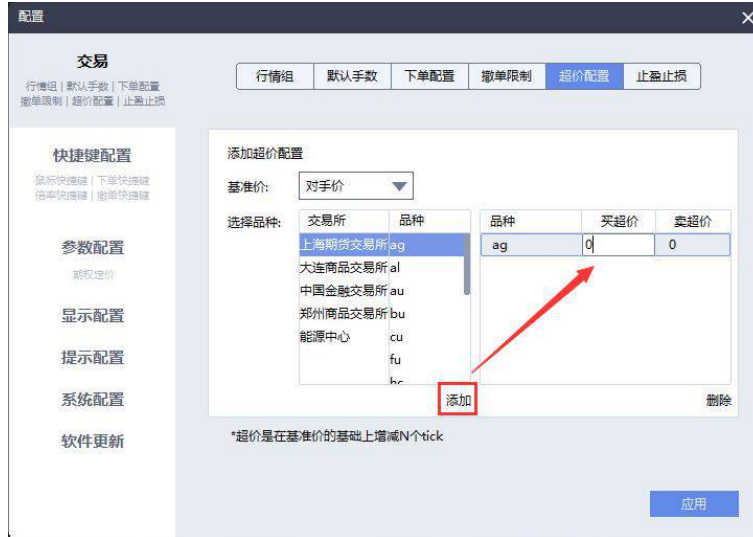 配置
交易
行情组 | 默认手数 | 下单配置
撤单限制 | 超价配置 | 止盈止损
快捷键配置
鼠标快捷键 | 下单快捷键
倍率快捷键 | 撤单快捷键
参数配置
期权定价
显示配置
提示配置
系统配置
软件更新
行情组 默认手数 下单配置 撤单限制 超价配置 止盈止损
添加超价配置
基准价: 对手价
选择品种: 交易所 品种 品种 买超价 卖超价
上海期货交易所 ag ag 0 0
大连商品交易所 al
中国金融交易所 au
郑州商品交易所 bu
能源中心 cu
fu
hc
添加 删除
*超价是在基准价的基础上增减N个tick
应用